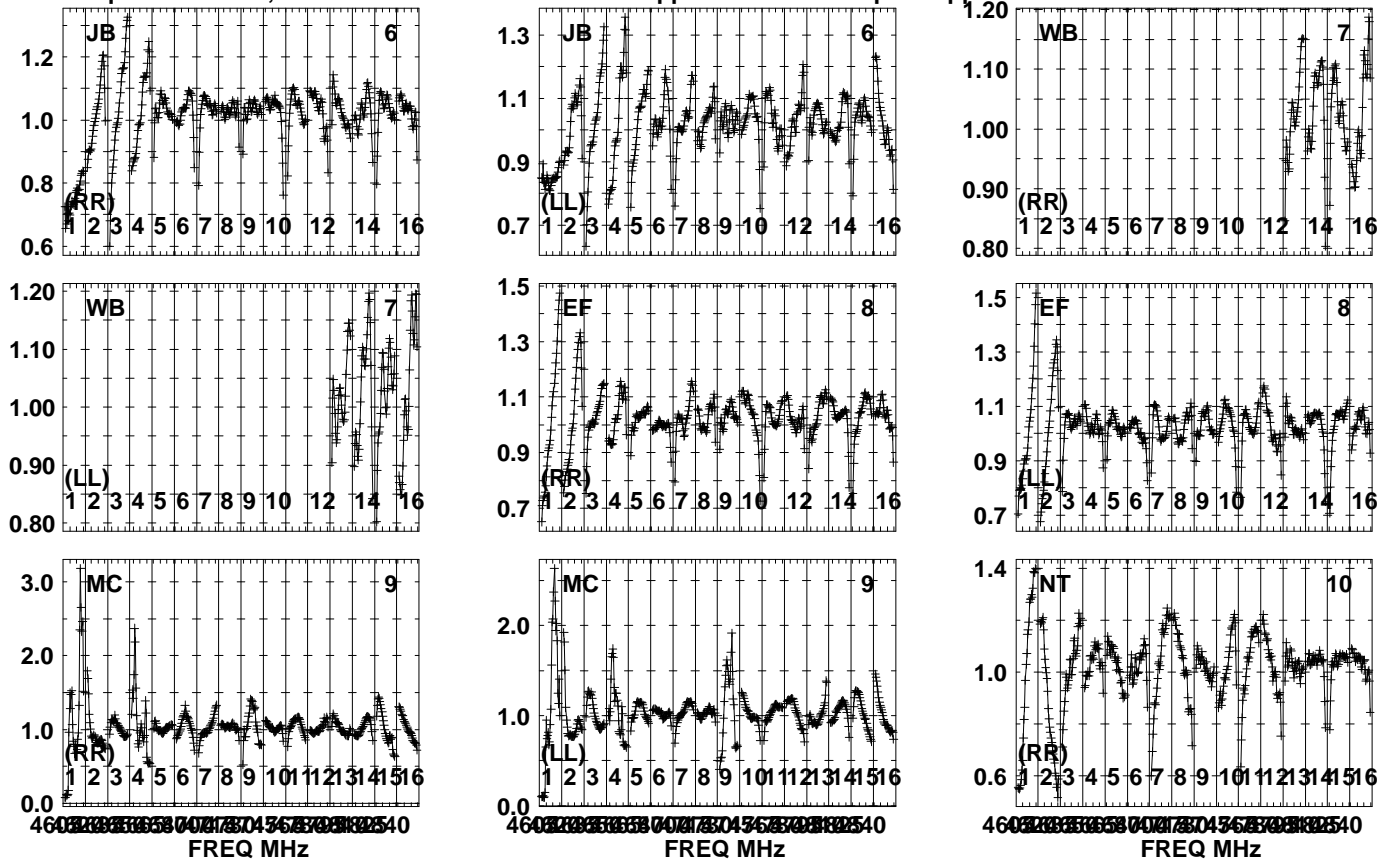 JB 6
1.2
1.0
0.8
0.6
(RR)
1 2 3 4 5 6 7 8 9 10 12 14 16
JB 6
1.3
1.1
0.9
0.7
(LL)
1 2 3 4 5 6 7 8 9 10 12 14 16
WB 7
1.20
1.10
1.00
0.90
0.80
(RR)
1 2 3 4 5 6 7 8 9 10 12 14 16
WB 7
1.20
1.10
1.00
0.90
0.80
(LL)
1 2 3 4 5 6 7 8 9 10 12 14 16
EF 8
1.5
1.3
1.1
0.9
0.7
(RR)
1 2 3 4 5 6 7 8 9 10 12 14 16
EF 8
1.5
1.3
1.1
0.9
0.7
(LL)
1 2 3 4 5 6 7 8 9 10 12 14 16
MC 9
3.0
2.0
1.0
0.0
(RR)
1 2 3 4 5 6 7 8 9 10 11 12 13 14 15 16
FREQ MHz
MC 9
2.0
1.0
0.0
(LL)
1 2 3 4 5 6 7 8 9 10 11 12 13 14 15 16
FREQ MHz
NT 10
1.4
1.0
0.6
(RR)
1 2 3 4 5 6 7 8 9 10 11 12 13 14 15 16
FREQ MHz